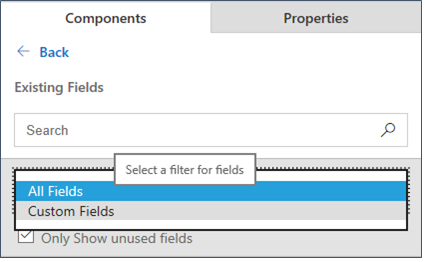 Components Properties
Back
Existing Fields
Search
Select a filter for fields
All Fields
Custom Fields
Only Show unused fields